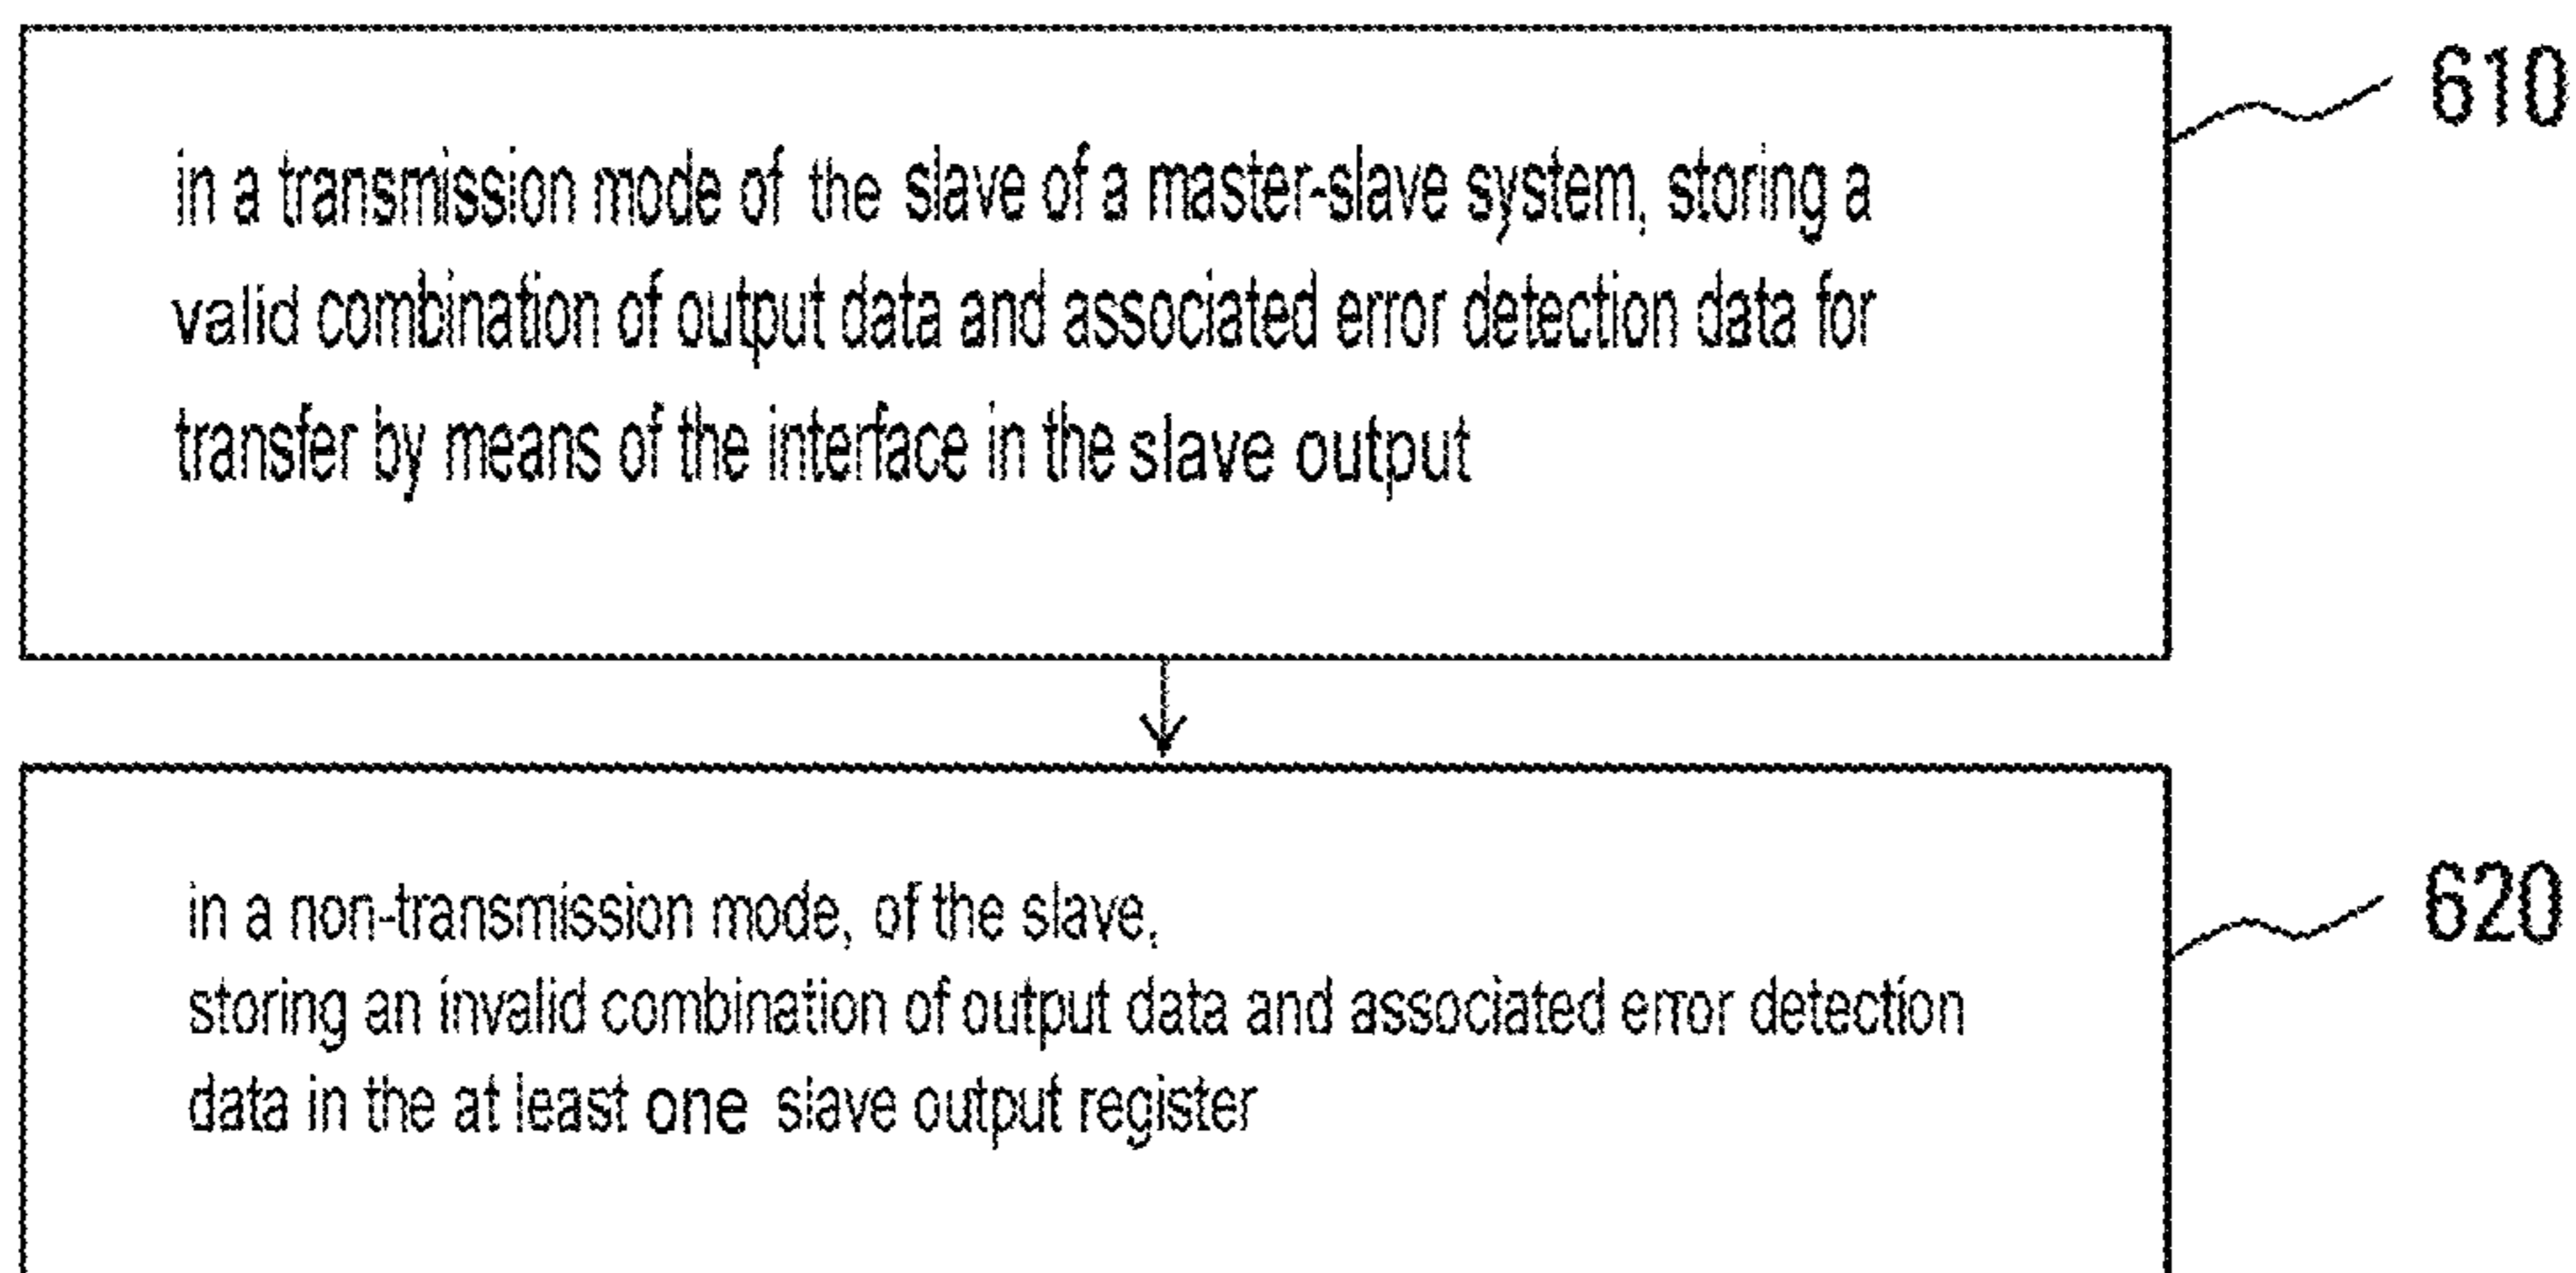 in a transmission mode of the slave of a master-slave system, storing a
valid combination of output data and associated error detection data for
transfer by means of the interface in the slave output
610
in a non-transmission mode, of the slave,
storing an invalid combination of output data and associated error detection
data in the at least one slave output register
620